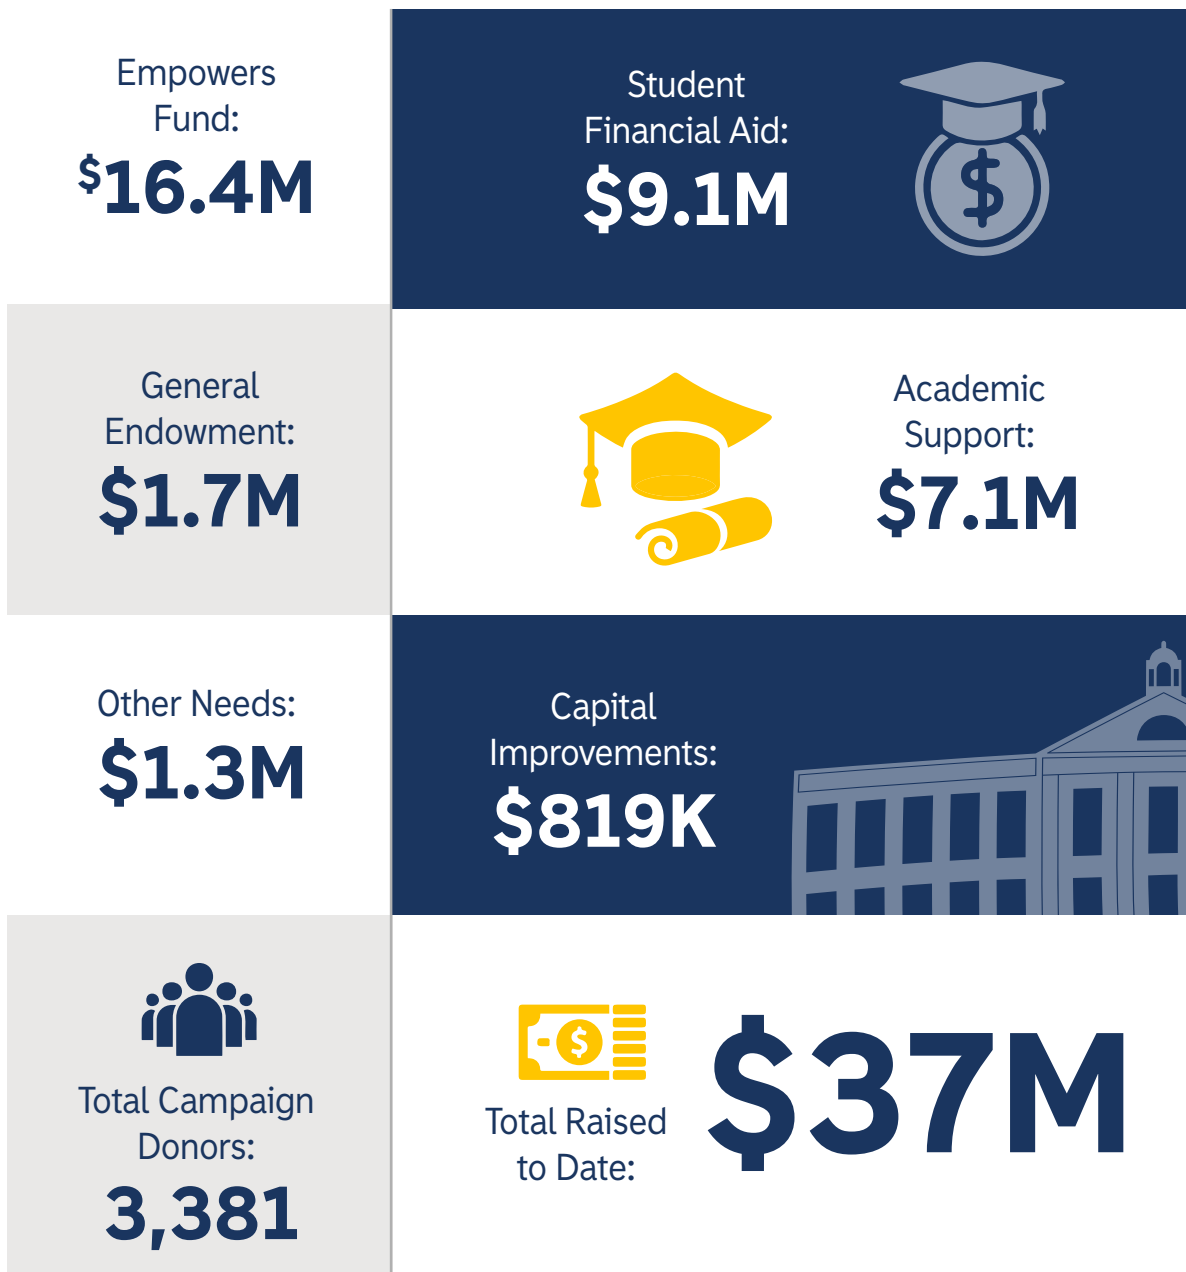 Empowers
Fund:
$16.4M
Student
Financial Aid:
$9.1M
$
General
Endowment:
$1.7M
Academic
Support:
$7.1M
Other Needs:
$1.3M
Capital
Improvements:
$819K
Total Campaign
Donors:
3,381
$
Total Raised
to Date:
$37M